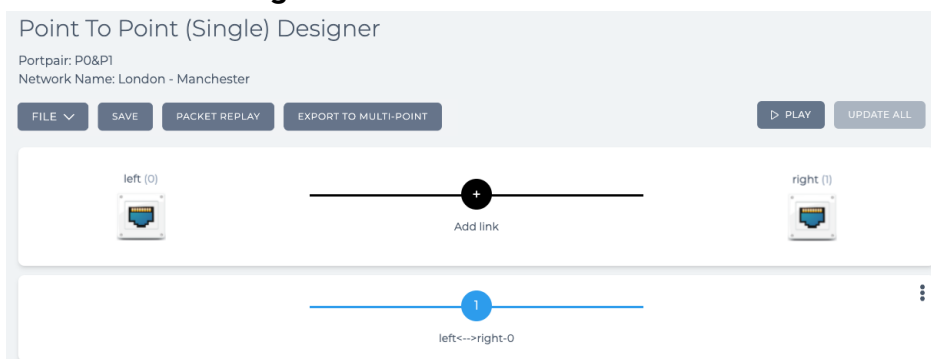 Point To Point (Single) Designer
Portpair: P0&P1
Network Name: London - Manchester
FILE SAVE PACKET REPLAY EXPORT TO MULTI-POINT PLAY UPDATE ALL
left (0) right (1)
+
Add link
1
left<-->right-0